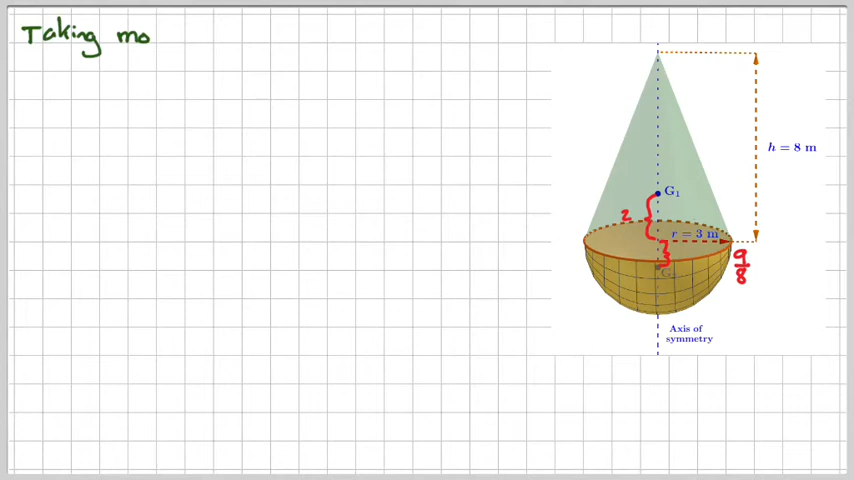 Taking mo
h = 8 m
G₁
2
r = 3 m
9/8
G
Axis of
symmetry